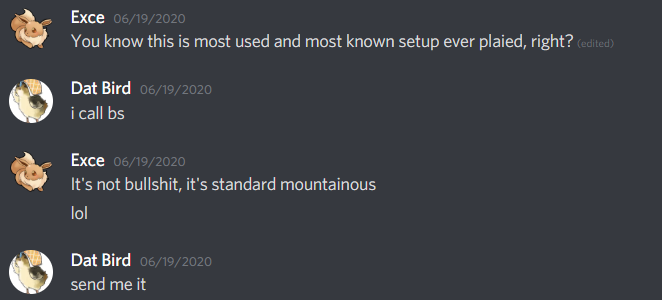 Exce 06/19/2020
You know this is most used and most known setup ever plaied, right? (edited)
Dat Bird 06/19/2020
i call bs
Exce 06/19/2020
It's not bullshit, it's standard mountainous
lol
Dat Bird 06/19/2020
send me it